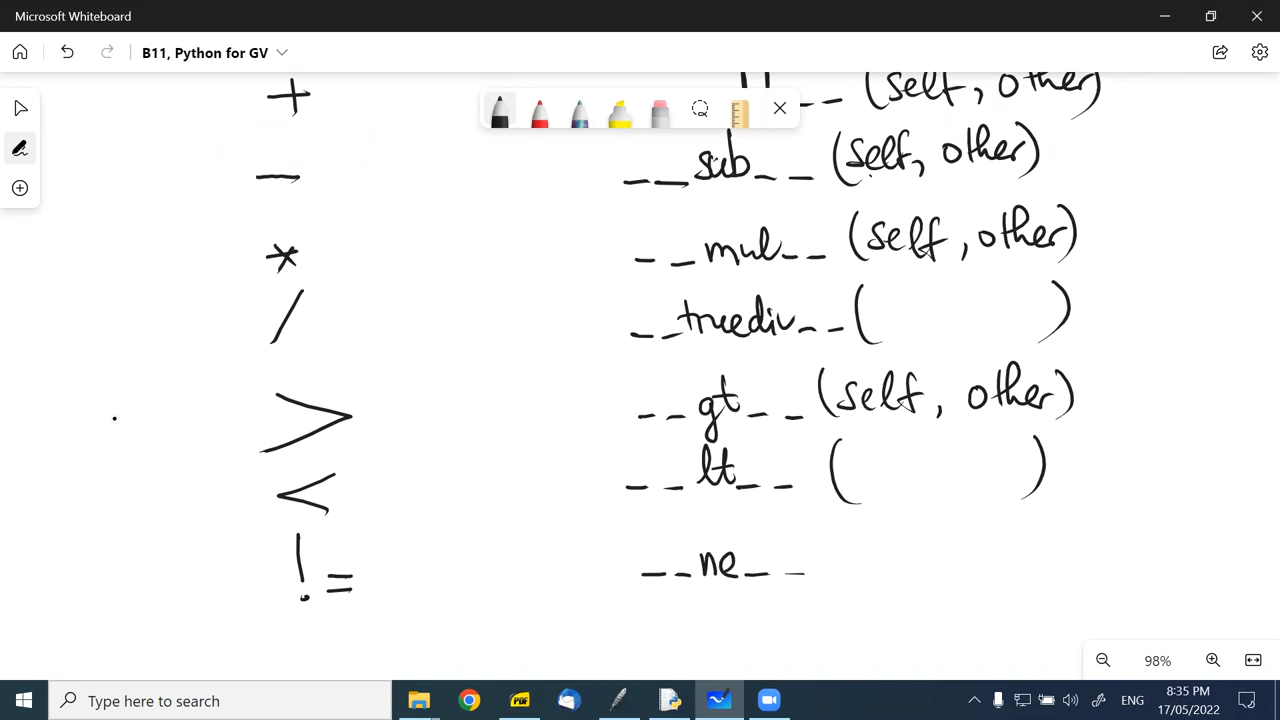 Microsoft Whiteboard
B11, Python for GV
+ __ (self, other)
- __sub__ (self, other)
* __mul__ (self, other)
/ __truediv__ ( )
> __gt__ (self, other)
< __lt__ ( )
!= __ne__
98%
Type here to search
PDF
ENG
8:35 PM
17/05/2022